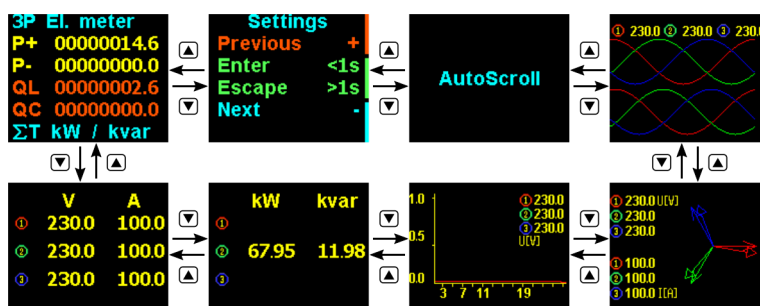 3P El. meter
P+ 00000014.6
P- 00000000.0
QL 00000002.6
QC 00000000.0
ΣT kW / kvar
Settings
Previous +
Enter <1s
Escape >1s
Next -
AutoScroll
1 230.0 2 230.0 3 230.0
V A
1 230.0 100.0
2 230.0 100.0
3 230.0 100.0
kW kvar
1
2 67.95 11.98
3
1.0
0.5
0.0
3 7 11 19
1 230.0
2 230.0
3 230.0
U[V]
1 230.0 U[V]
2 230.0
3 230.0
1 100.0
2 100.0
3 100.0 I[A]